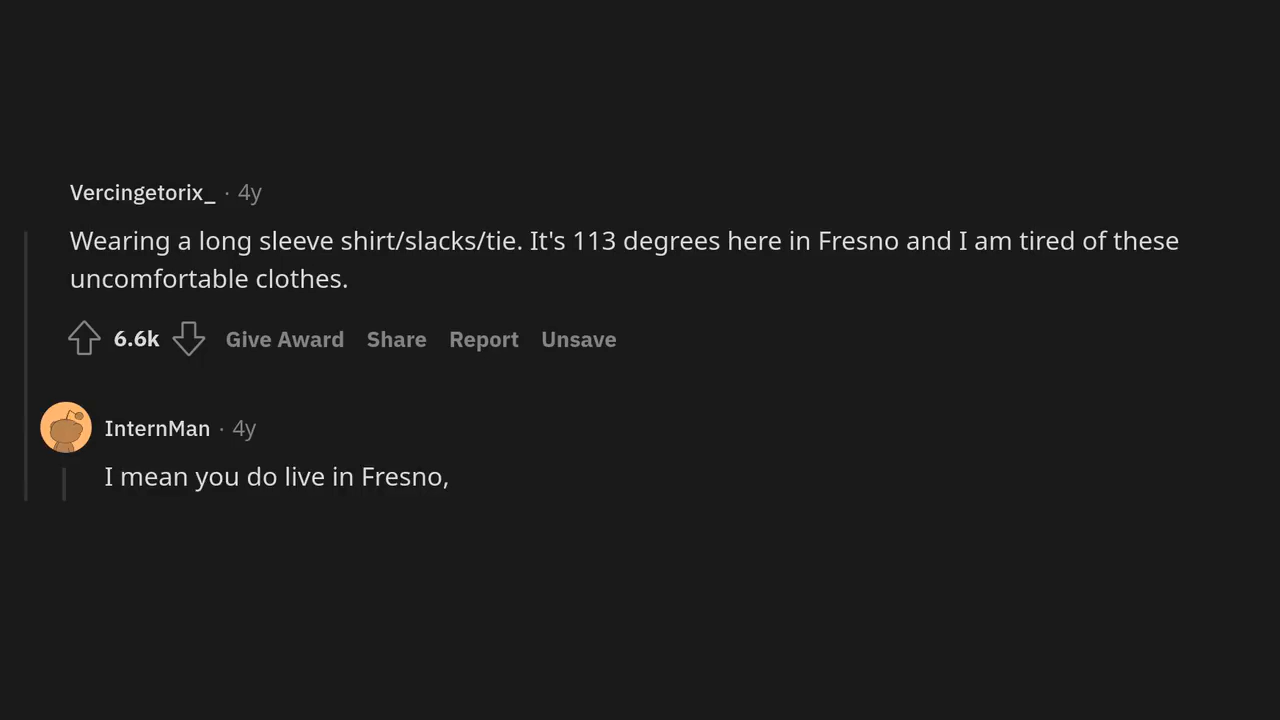 Vercingetorix_ · 4y
Wearing a long sleeve shirt/slacks/tie. It's 113 degrees here in Fresno and I am tired of these
uncomfortable clothes.
6.6k Give Award Share Report Unsave
InternMan · 4y
I mean you do live in Fresno,